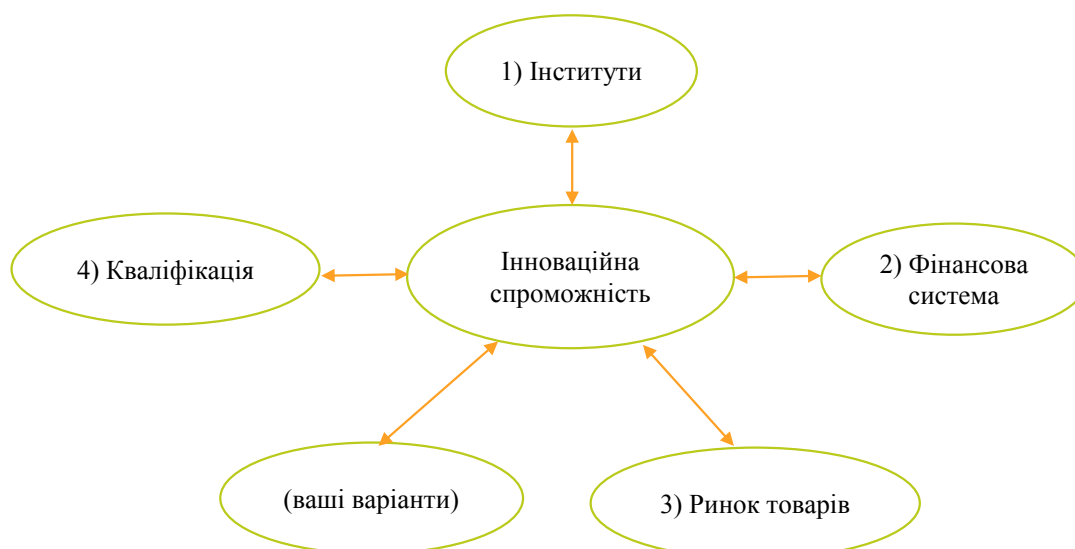 1) Інститути
4) Кваліфікація
Інноваційна
спроможність
2) Фінансова
система
(ваші варіанти)
3) Ринок товарів